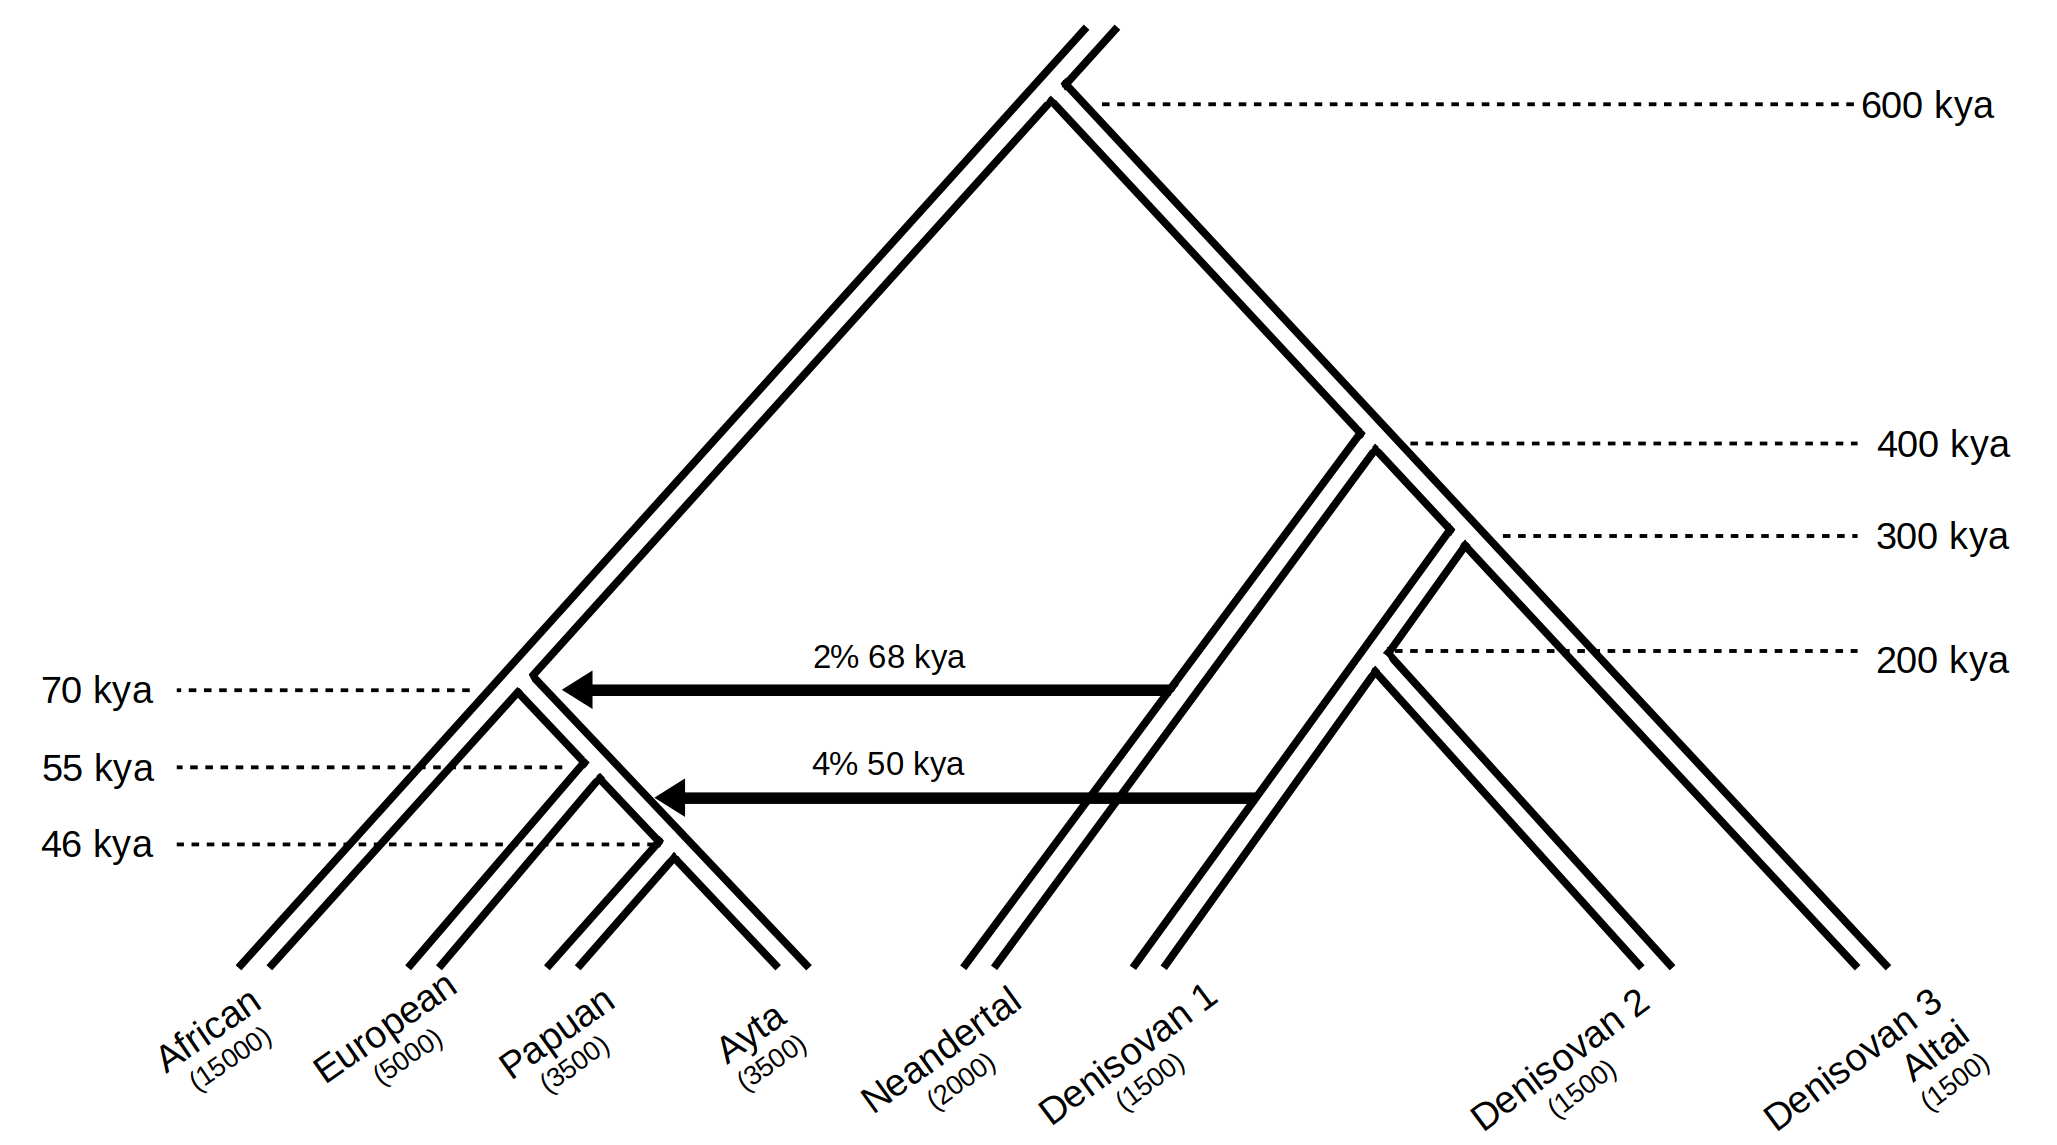 600 kya
400 kya
300 kya
200 kya
2% 68 kya
70 kya
55 kya
4% 50 kya
46 kya
African
(15000)
European
(5000)
Papuan
(3500)
Ayta
(3500)
Neandertal
(2000)
Denisovan 1
(1500)
Denisovan 2
(1500)
Denisovan 3
Altai
(1500)